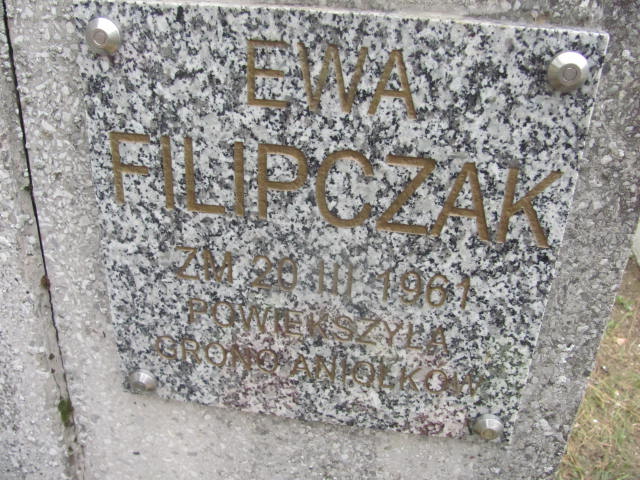 EWA
FILIPCZAK
ZM 20 III 1961
POWIĘKSZYŁA
GRONO ANIOŁKÓW